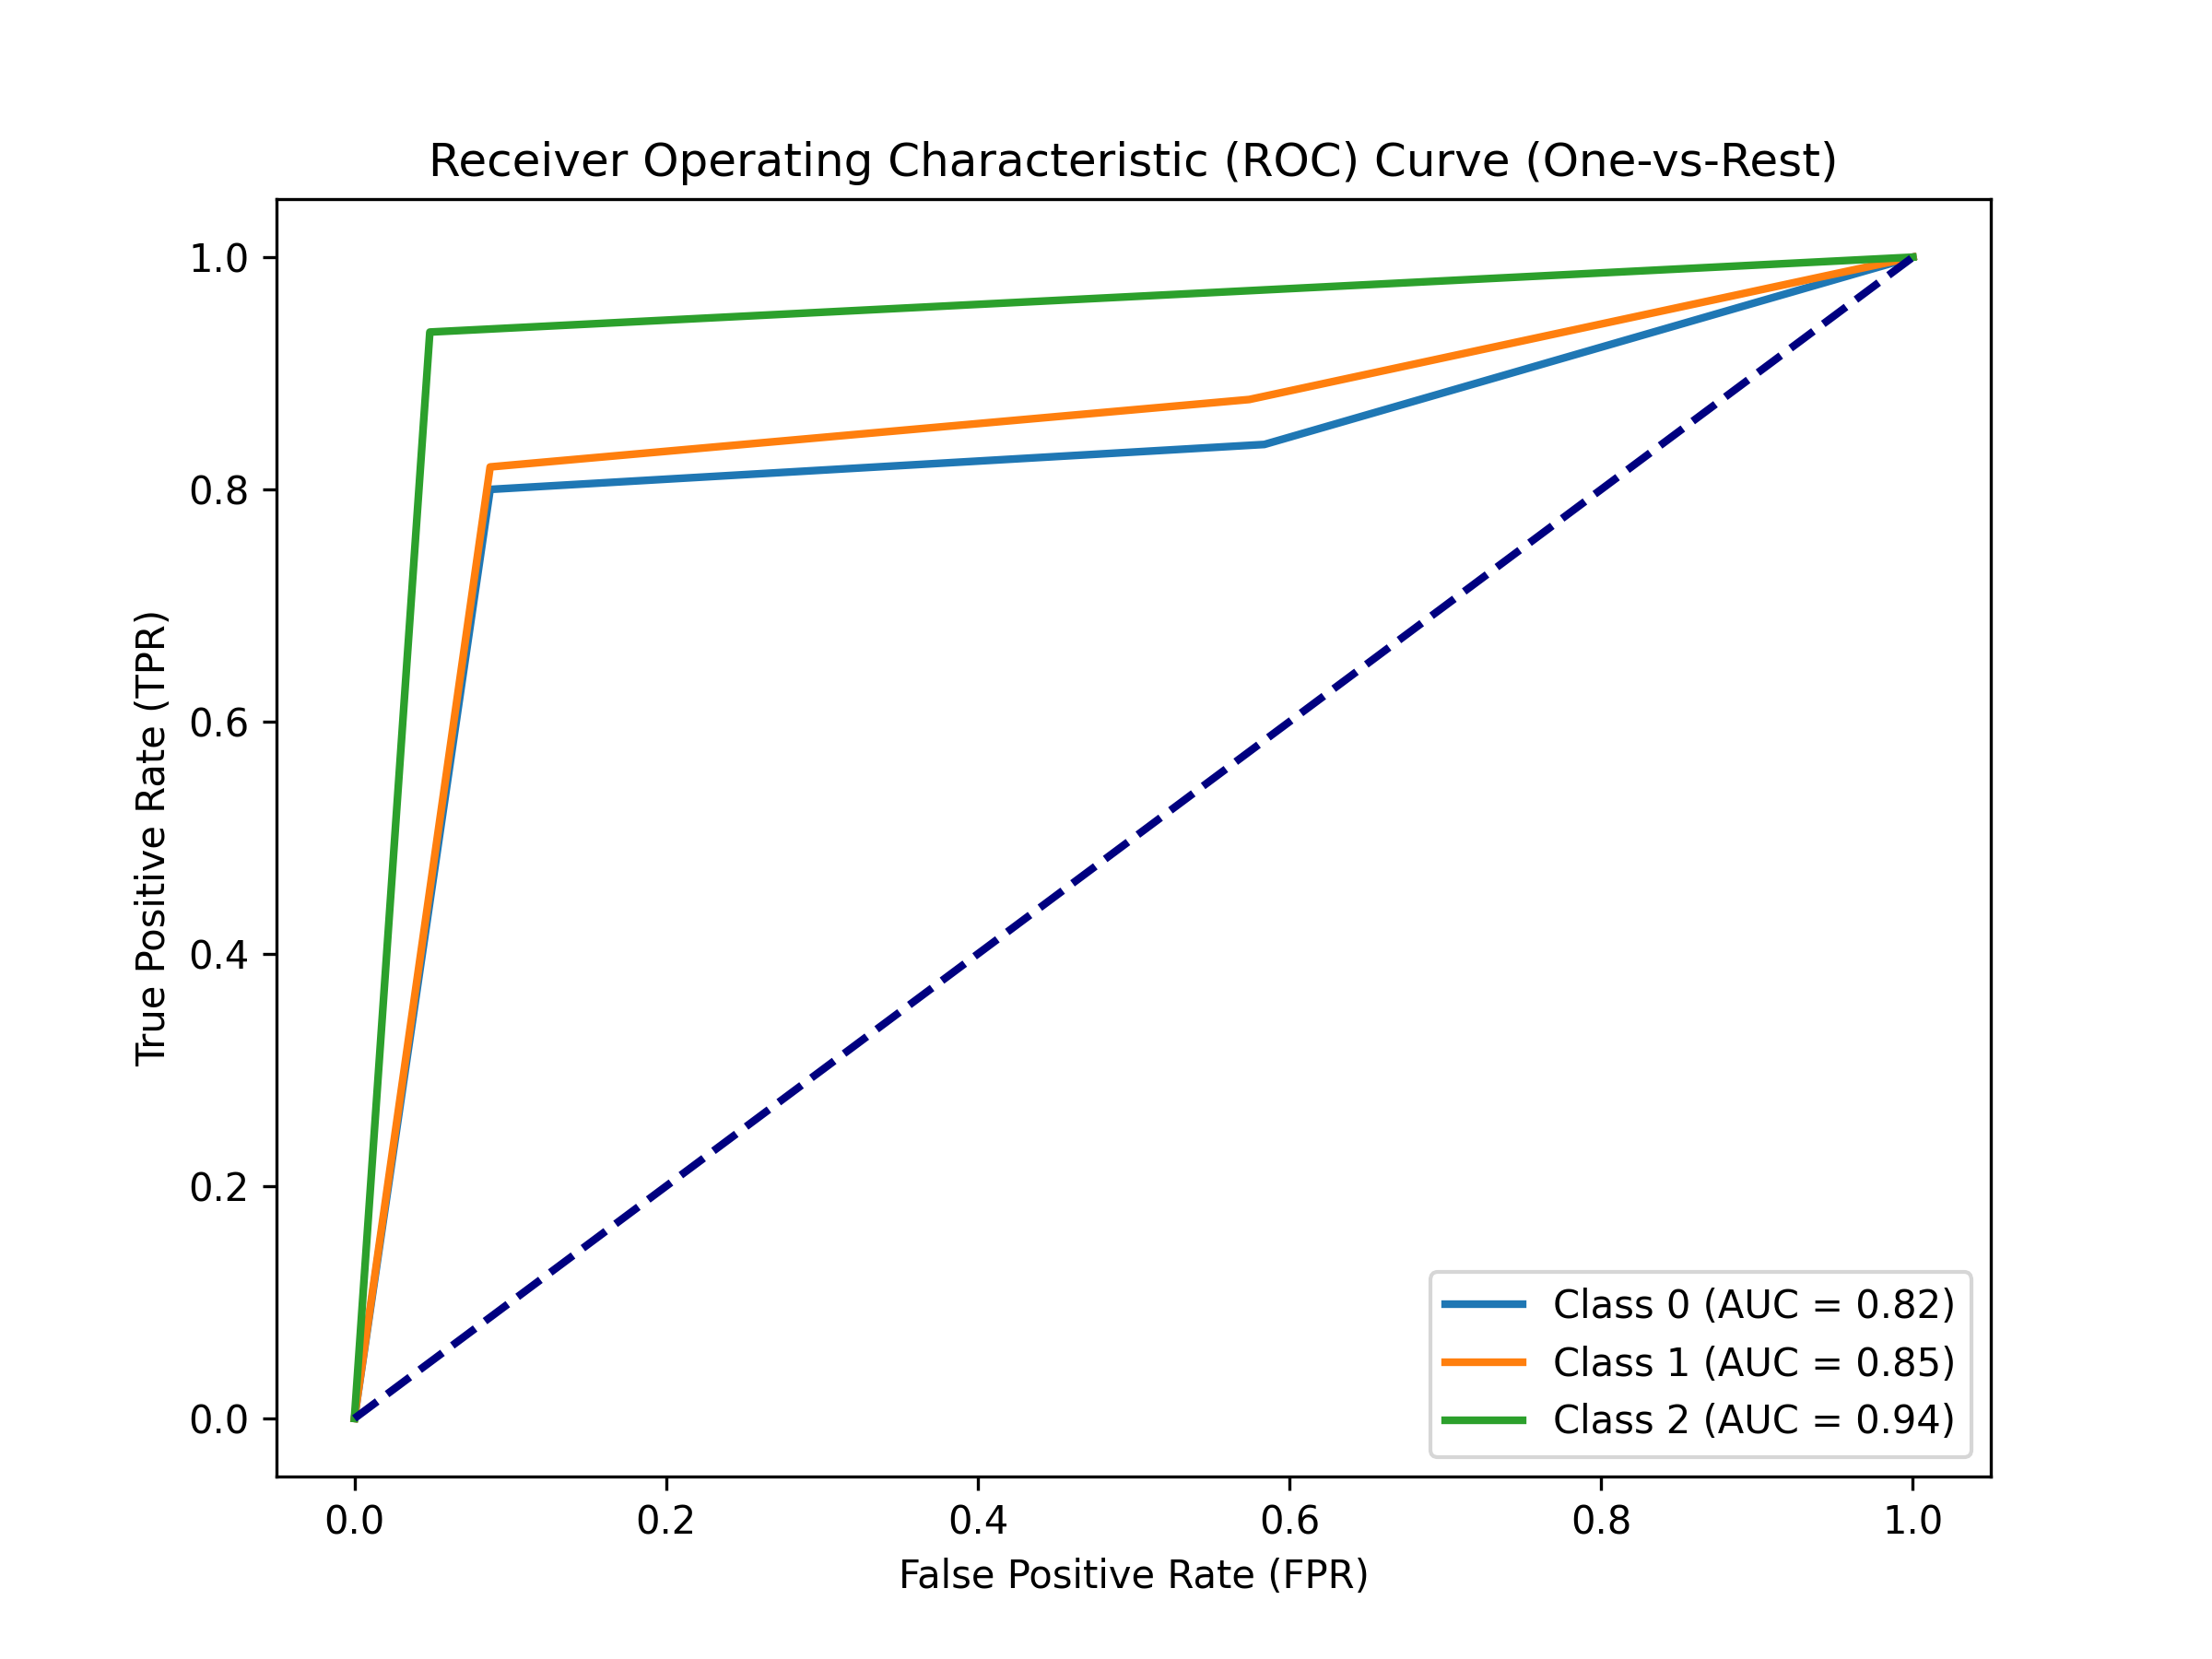 Receiver Operating Characteristic (ROC) Curve (One-vs-Rest)
True Positive Rate (TPR)
1.0
0.8
0.6
0.4
0.2
0.0
Class 0 (AUC = 0.82)
Class 1 (AUC = 0.85)
Class 2 (AUC = 0.94)
0.0 0.2 0.4 0.6 0.8 1.0
False Positive Rate (FPR)